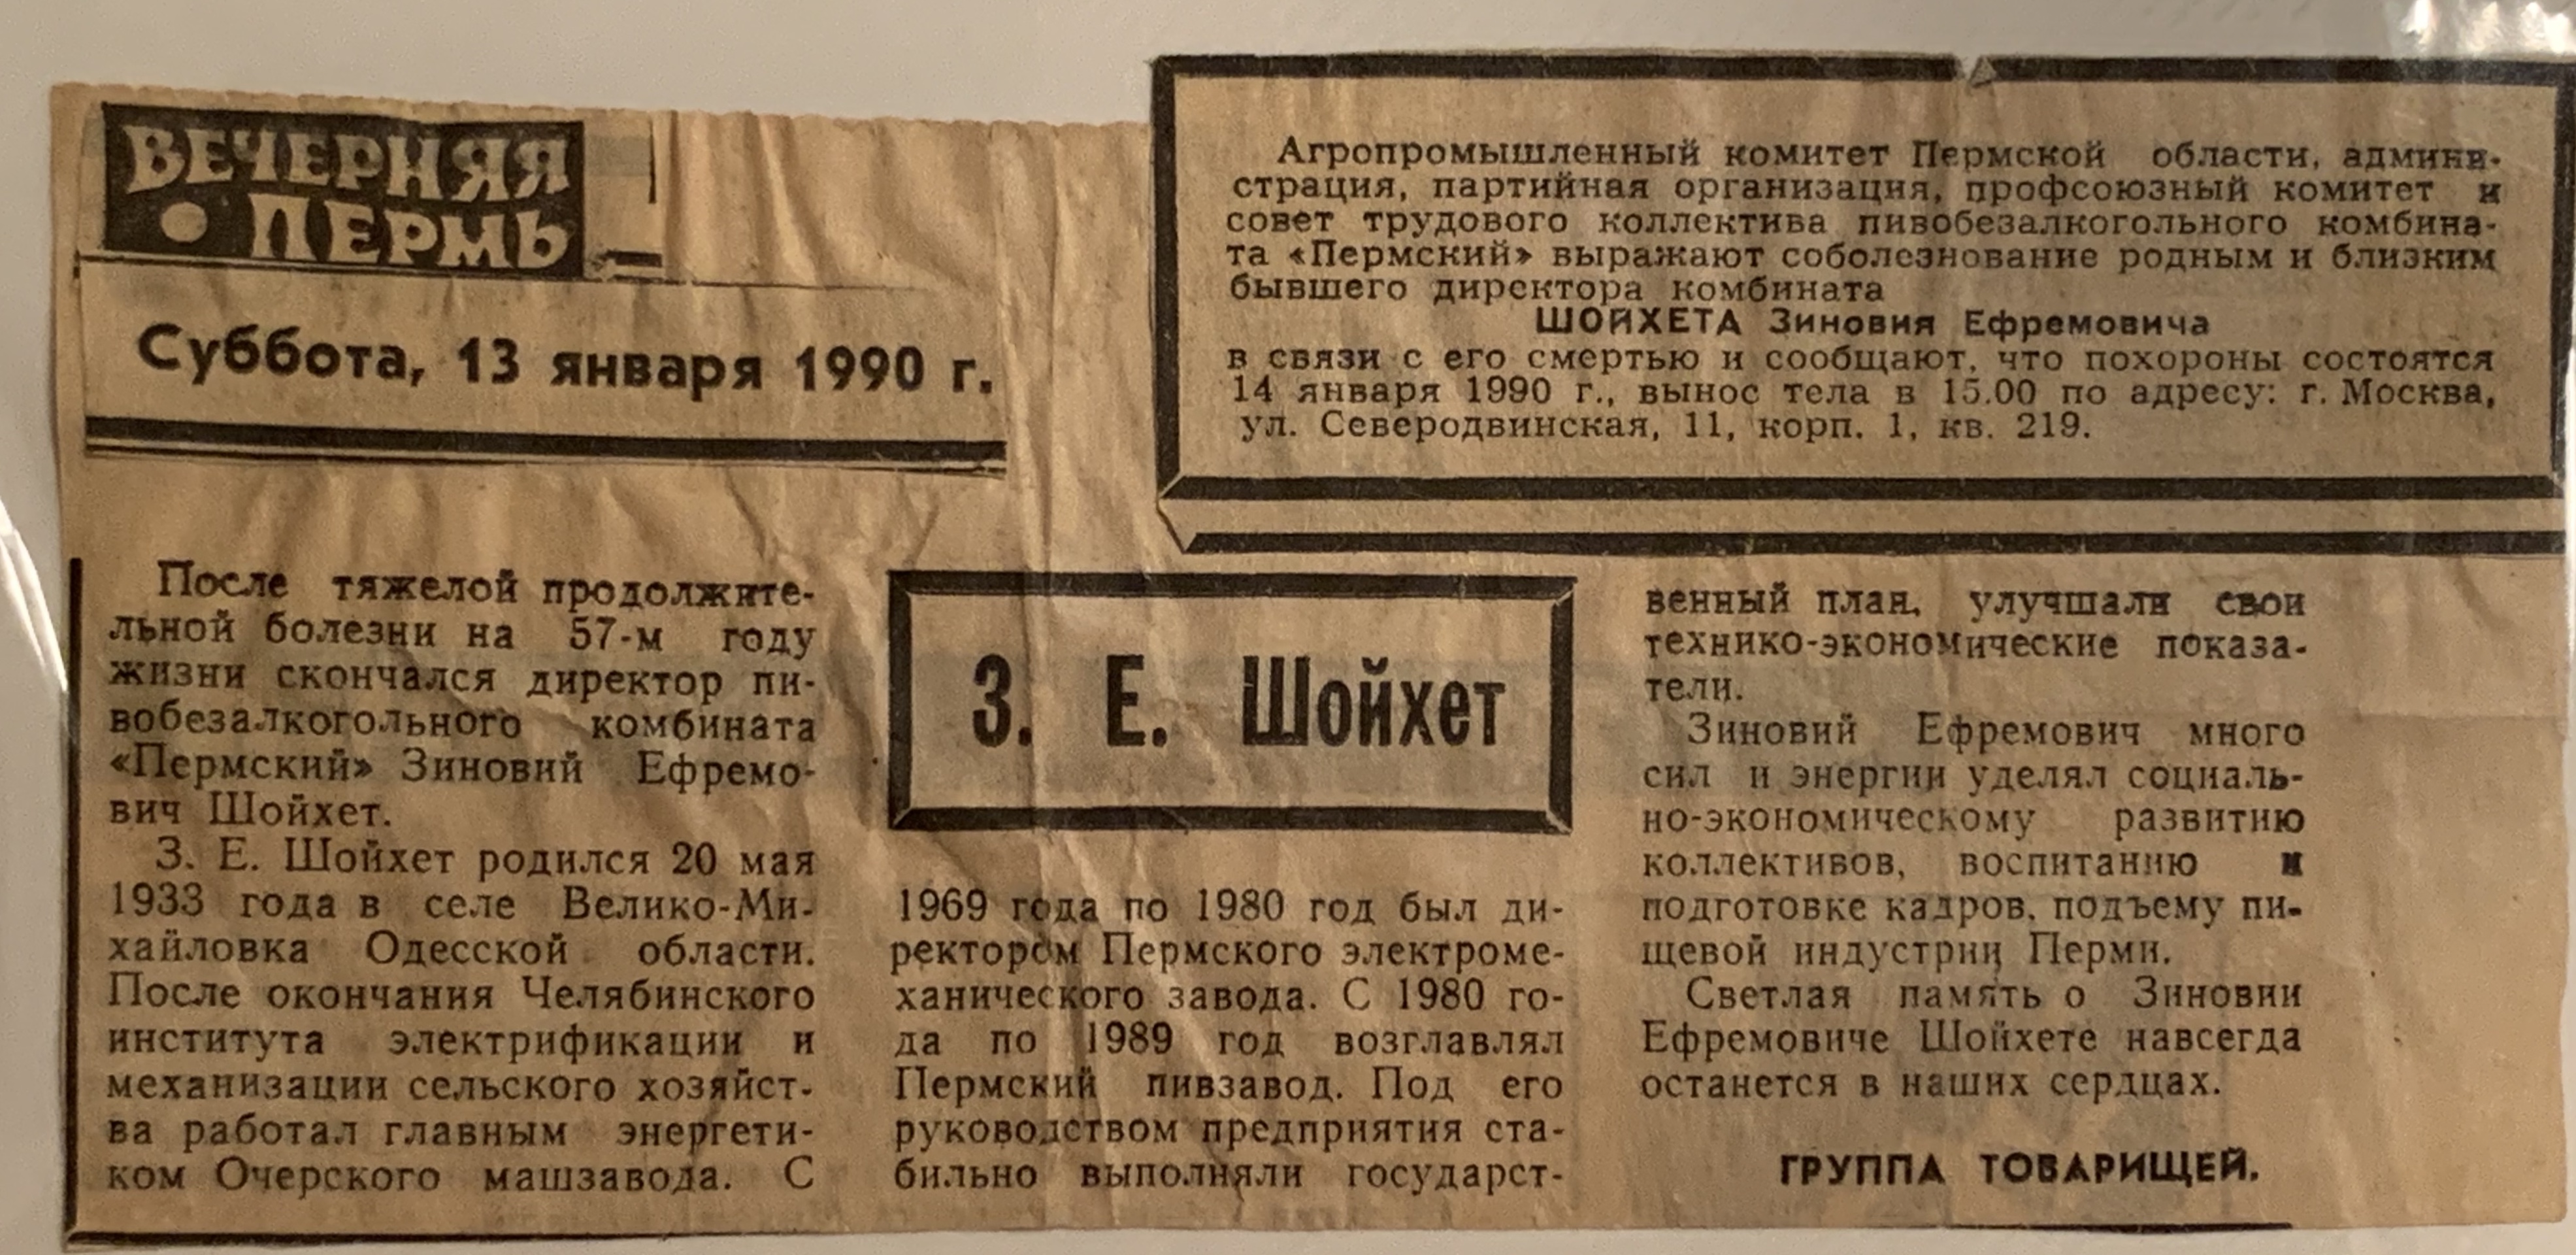 ВЕЧЕРНЯЯ
ПЕРМЬ
Суббота, 13 января 1990 г.
Агропромышленный комитет Пермской области, админи-
страция, партийная организация, профсоюзный комитет и
совет трудового коллектива пивобезалкогольного комбина-
та «Пермский» выражают соболезнование родным и близким
бывшего директора комбината
ШОЙХЕТА Зиновия Ефремовича
в связи с его смертью и сообщают, что похороны состоятся
14 января 1990 г., вынос тела в 15.00 по адресу: г. Москва,
ул. Северодвинская, 11, корп. 1, кв. 219.
После тяжелой продолжите-
льной болезни на 57-м году
жизни скончался директор пи-
вобезалкогольного комбината
«Пермский» Зиновий Ефремо-
вич Шойхет.
З. Е. Шойхет родился 20 мая
1933 года в селе Велико-Ми-
хайловка Одесской области.
После окончания Челябинского
института электрификации и
механизации сельского хозяйст-
ва работал главным энергети-
ком Очерского машзавода. С
З. Е. Шойхет
1969 года по 1980 год был ди-
ректором Пермского электроме-
ханического завода. С 1980 го-
да по 1989 год возглавлял
Пермский пивзавод. Под его
руководством предприятия ста-
бильно выполняли государст-
венный план, улучшали свои
технико-экономические показа-
тели.
Зиновий Ефремович много
сил и энергии уделял социаль-
но-экономическому развитию
коллективов, воспитанию и
подготовке кадров, подъему пи-
щевой индустрии Перми.
Светлая память о Зиновии
Ефремовиче Шойхете навсегда
останется в наших сердцах.
ГРУППА ТОВАРИЩЕЙ.